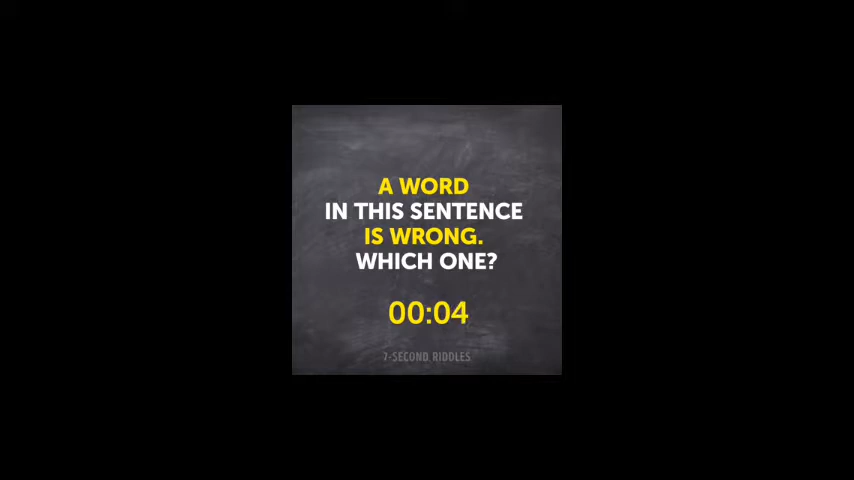 A WORD
IN THIS SENTENCE
IS WRONG.
WHICH ONE?
00:04
7-SECOND RIDDLES